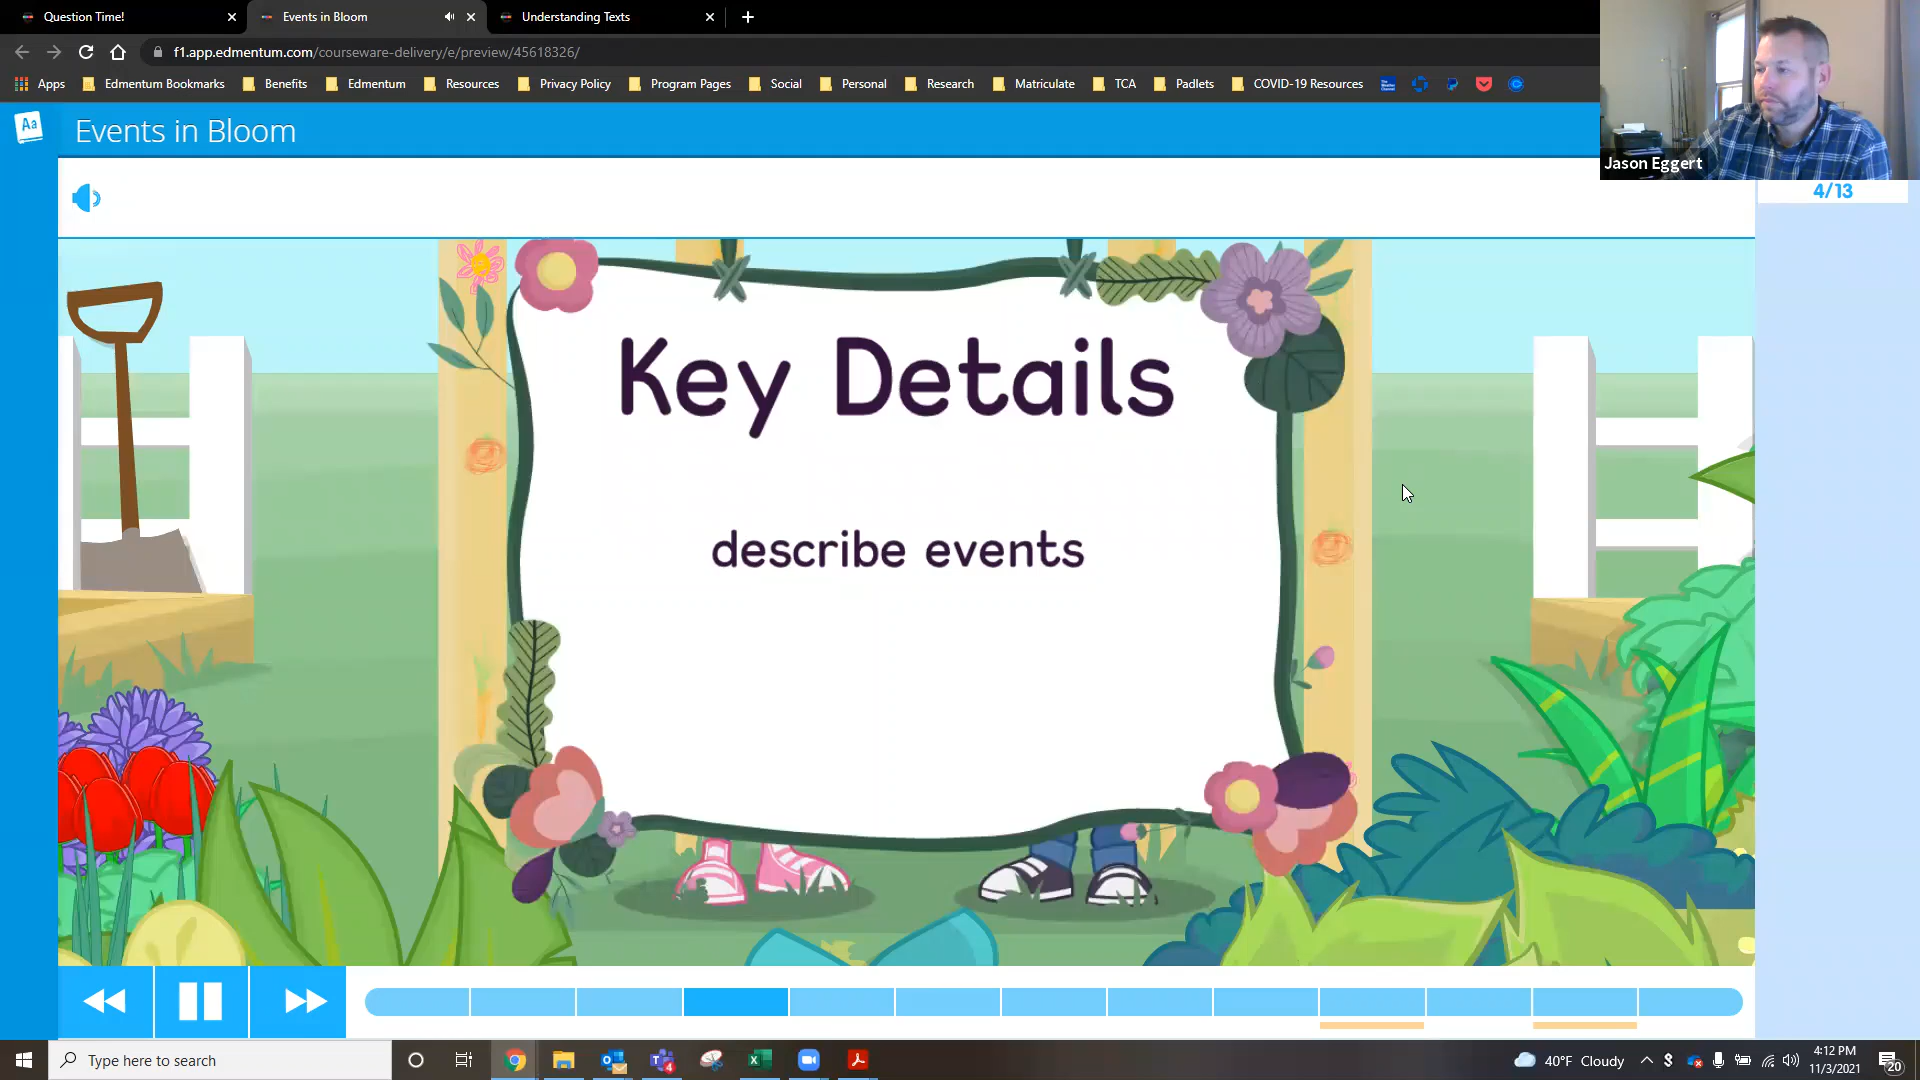 Question Time!
Events in Bloom
Understanding Texts
f1.app.edmentum.com/courseware-delivery/e/preview/45618326/
Apps
Edmentum Bookmarks
Benefits
Edmentum
Resources
Privacy Policy
Program Pages
Social
Personal
Research
Matriculate
TCA
Padlets
COVID-19 Resources
Aa
Events in Bloom
Jason Eggert
4/13
Key Details
describe events
Type here to search
4
40°F Cloudy
4:12 PM
11/3/2021
20